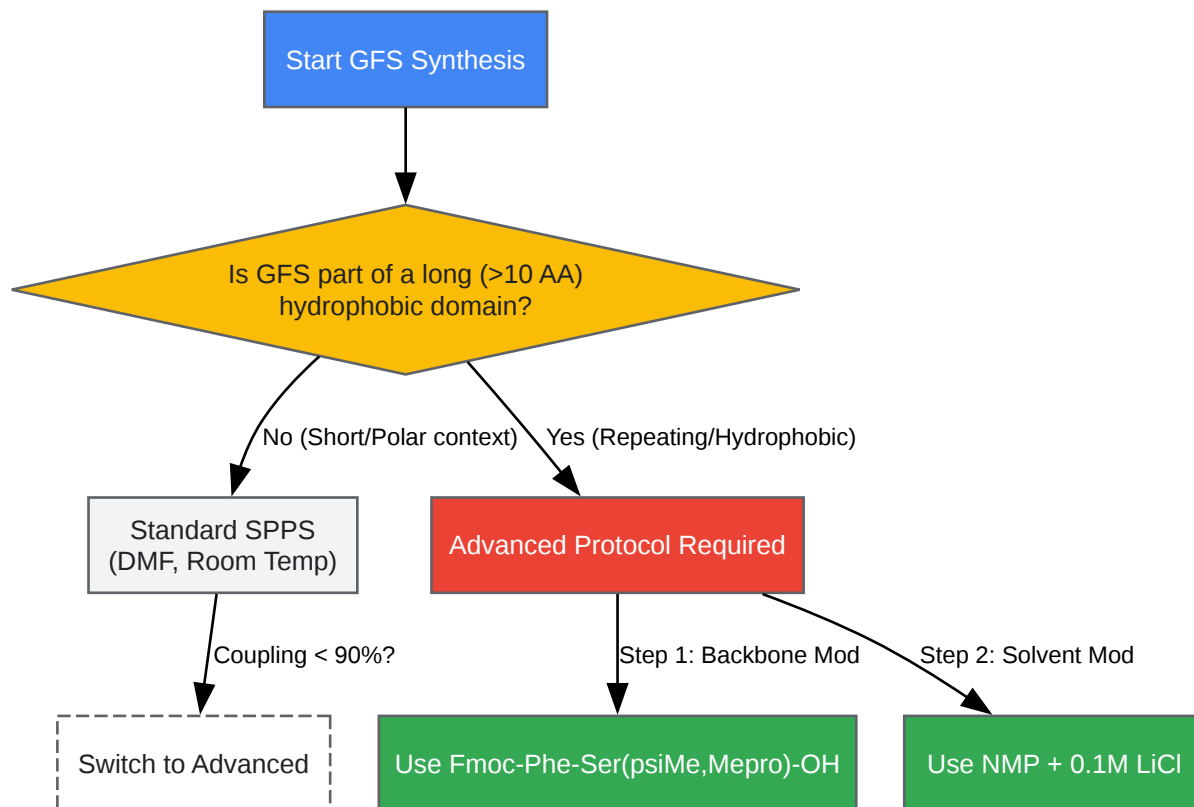 Start GFS Synthesis
Is GFS part of a long (>10 AA)
hydrophobic domain?
No (Short/Polar context)
Yes (Repeating/Hydrophobic)
Standard SPPS
(DMF, Room Temp)
Advanced Protocol Required
Coupling < 90%?
Step 1: Backbone Mod
Step 2: Solvent Mod
Switch to Advanced
Use Fmoc-Phe-Ser(psiMe,Mepro)-OH
Use NMP + 0.1M LiCl